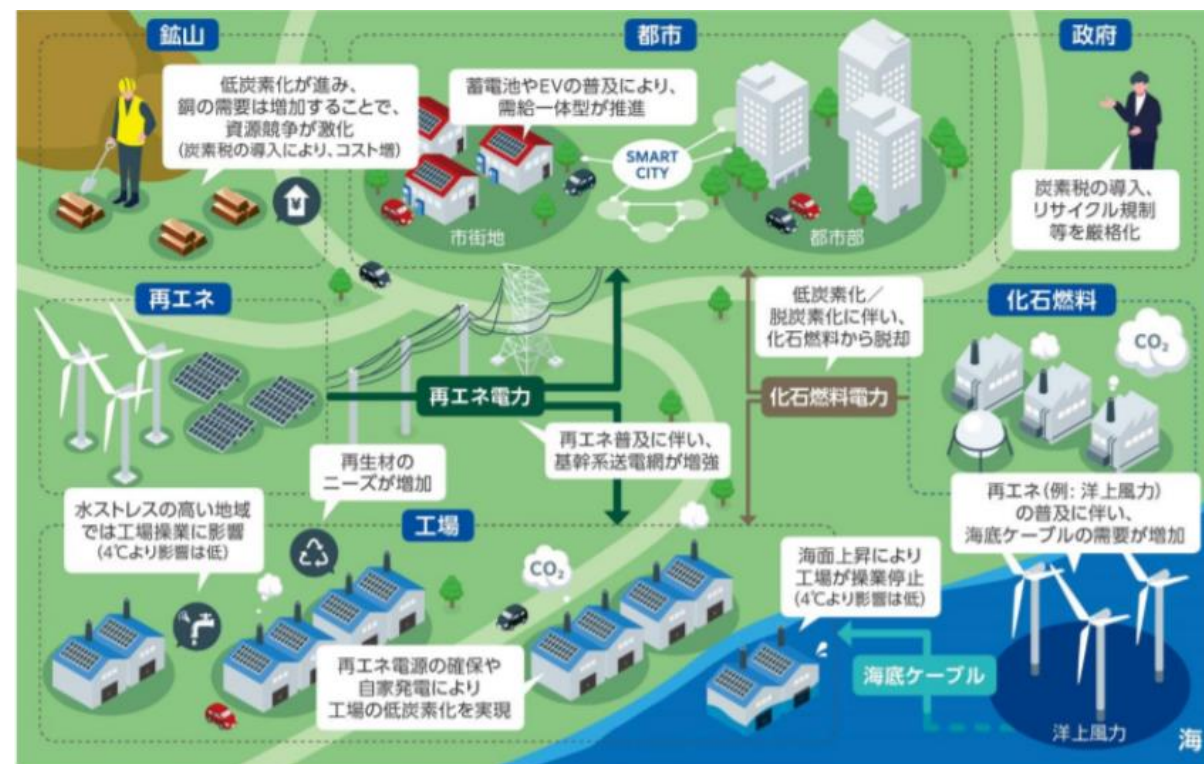 鉱山
低炭素化が進み、
銅の需要は増加することで、
資源競争が激化
(炭素税の導入により、コスト増)
¥
都市
蓄電池やEVの普及により、
需給一体型が推進
SMART
CITY
市街地
都市部
政府
炭素税の導入、
リサイクル規制
等を厳格化
再エネ
再エネ電力
再エネ普及に伴い、
基幹系送電網が増強
低炭素化／
脱炭素化に伴い、
化石燃料から脱却
化石燃料電力
化石燃料
CO₂
再生材の
ニーズが増加
水ストレスの高い地域
では工場操業に影響
(4℃より影響は低)
工場
CO₂
再エネ電源の確保や
自家発電により
工場の低炭素化を実現
海面上昇により
工場が操業停止
(4℃より影響は低)
再エネ(例: 洋上風力)
の普及に伴い、
海底ケーブルの需要が増加
海底ケーブル
洋上風力
海